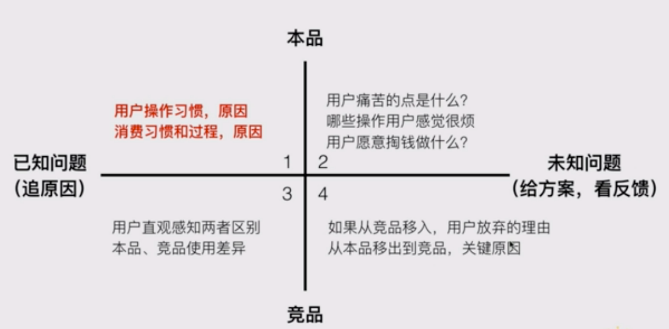 本品
用户操作习惯，原因
消费习惯和过程，原因
用户痛苦的点是什么？
哪些操作用户感觉很烦
用户愿意掏钱做什么？
已知问题
（追原因）
1
2
未知问题
（给方案，看反馈）
3
4
用户直观感知两者区别
本品、竞品使用差异
如果从竞品移入，用户放弃的理由
从本品移出到竞品，关键原因
竞品